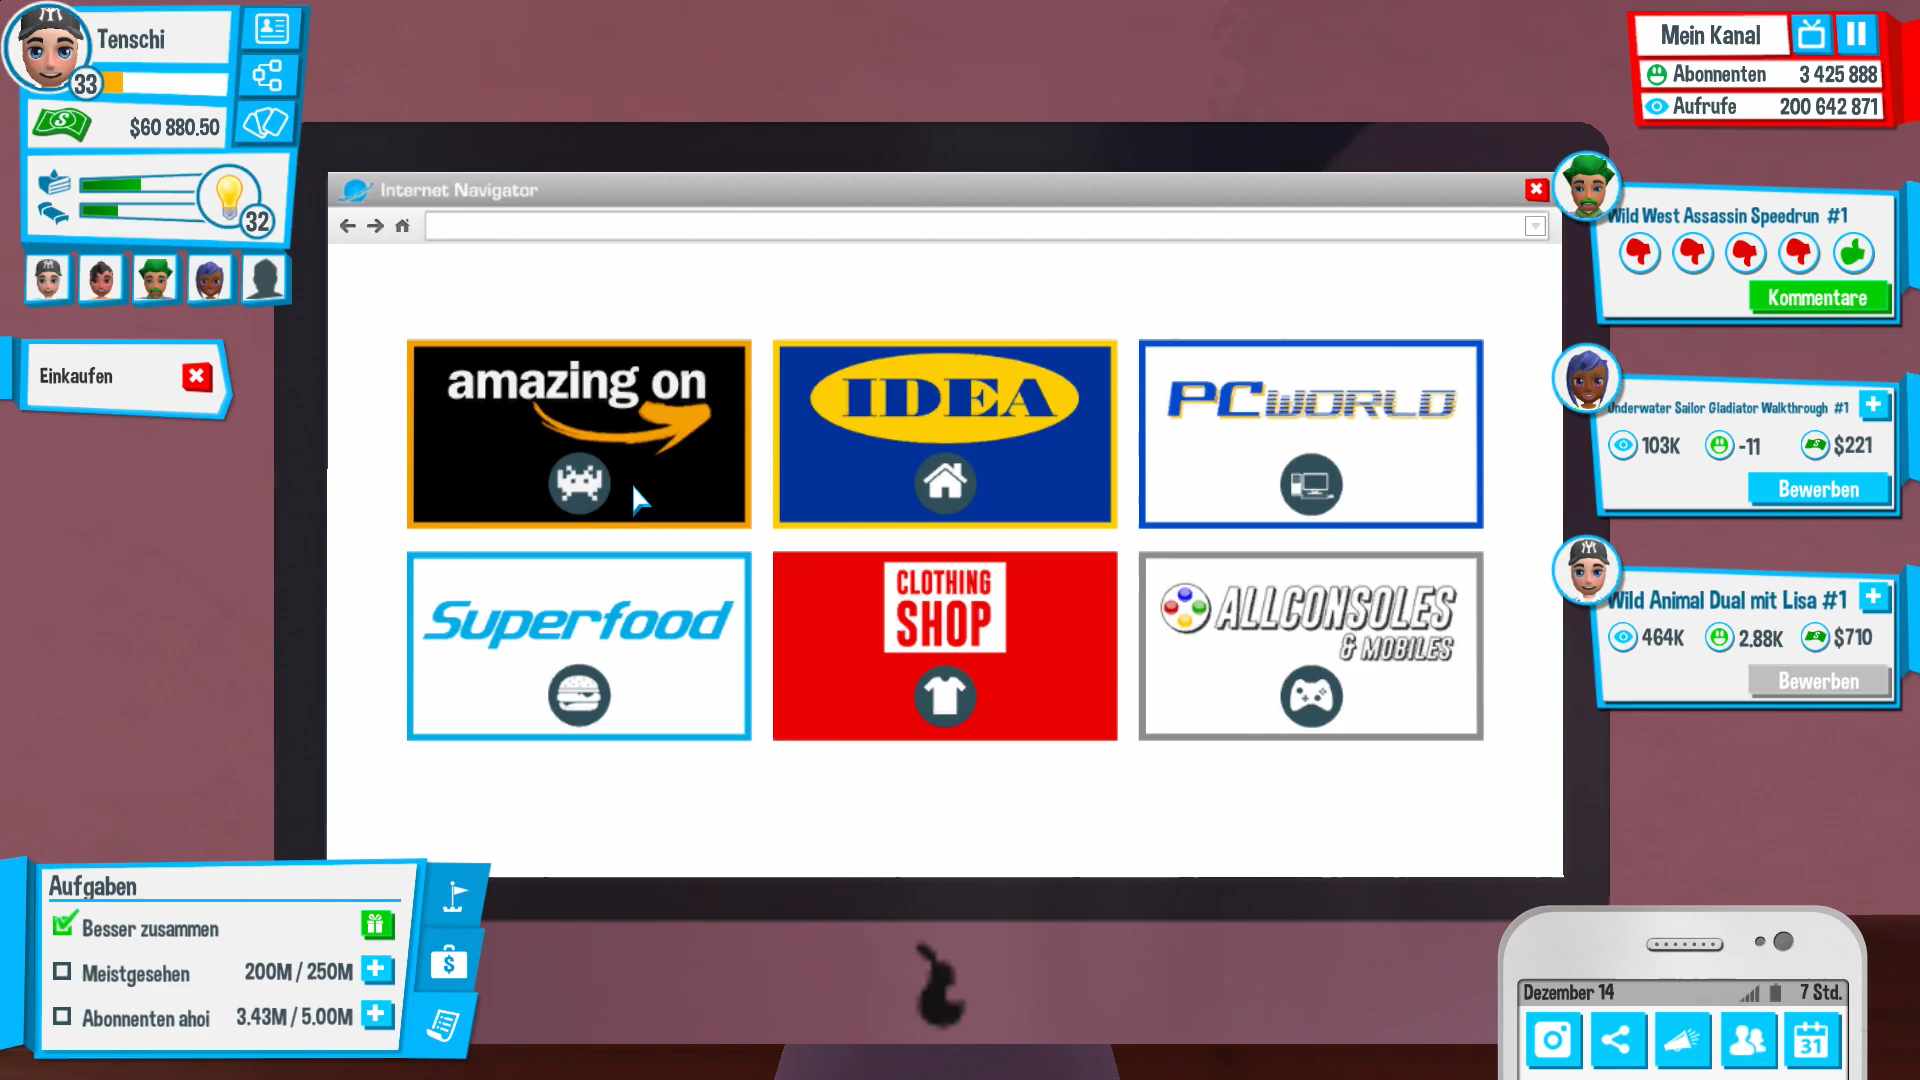 Tenschi
33
$60 880.50
32
Einkaufen
Internet Navigator
amazing on
IDEA
PC WORLD
Superfood
CLOTHING
SHOP
ALLCONSOLES
& MOBILES
Mein Kanal
Abonnenten 3 425 888
Aufrufe 200 642 871
Wild West Assassin Speedrun #1
Kommentare
Underwater Sailor Gladiator Walkthrough #1
103K -11 $221
Bewerben
Wild Animal Dual mit Lisa #1
464K 2.88K $710
Bewerben
Aufgaben
Besser zusammen
Meistgesehen 200M / 250M
Abonnenten ahoi 3.43M / 5.00M
Dezember 14 7 Std.
31